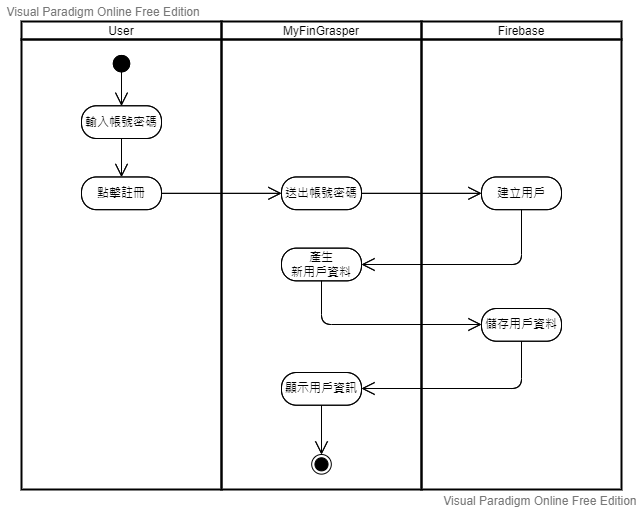 Visual Paradigm Online Free Edition
User
MyFinGrasper
Firebase
輸入帳號密碼
點擊註冊
送出帳號密碼
建立用戶
產生
新用戶資料
儲存用戶資料
顯示用戶資訊
Visual Paradigm Online Free Edition